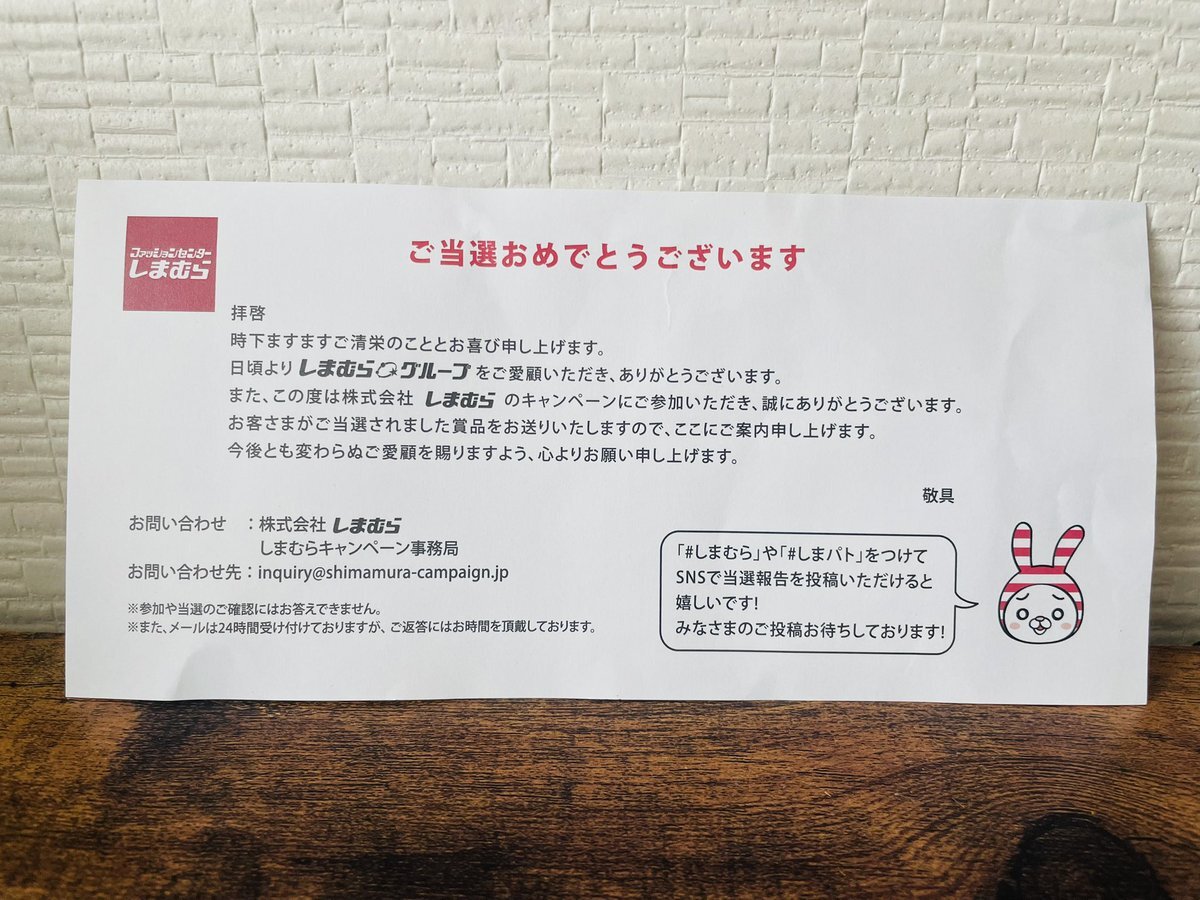 ファッションセンター
しまむら
ご当選おめでとうございます
拝啓
時下ますますご清栄のこととお喜び申し上げます。
日頃より しまむらグループ をご愛顧いただき、ありがとうございます。
また、この度は株式会社 しまむら のキャンペーンにご参加いただき、誠にありがとうございます。
お客さまがご当選されました賞品をお送りいたしますので、ここにご案内申し上げます。
今後とも変わらぬご愛顧を賜りますよう、心よりお願い申し上げます。
敬具
お問い合わせ ：株式会社 しまむら
しまむらキャンペーン事務局
お問い合わせ先：inquiry@shimamura-campaign.jp
※参加や当選のご確認にはお答えできません。
※また、メールは24時間受け付けておりますが、ご返答にはお時間を頂戴しております。
「#しまむら」や「#しまパト」をつけて
SNSで当選報告を投稿いただけると
嬉しいです!
みなさまのご投稿お待ちしております!